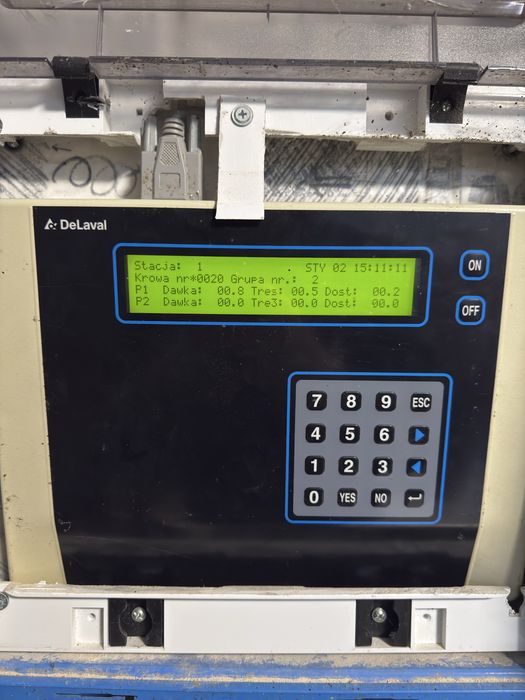 DeLaval
Stacja: 1 . STY 02 15:11:11
Krowa nr*0020 Grupa nr.: 2
P1 Dawka: 00.8 Tres: 00.5 Dost: 00.2
P2 Dawka: 00.0 Tre3: 00.0 Dost: 00.0
ON
OFF
7 8 9 ESC
4 5 6
1 2 3
0 YES NO